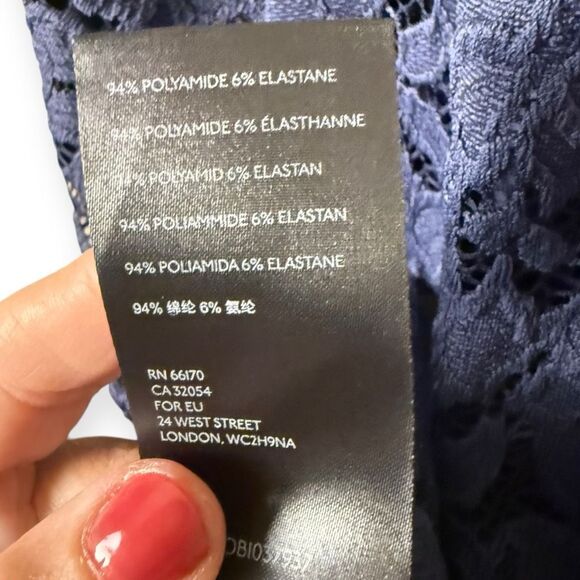 94% POLYAMIDE 6% ELASTANE
94% POLYAMIDE 6% ÉLASTHANNE
94% POLYAMID 6% ELASTAN
94% POLIAMMIDE 6% ELASTAN
94% POLIAMIDA 6% ELASTANE
94% 锦纶 6% 氨纶
RN 66170
CA 32054
FOR EU
24 WEST STREET
LONDON, WC2H9NA